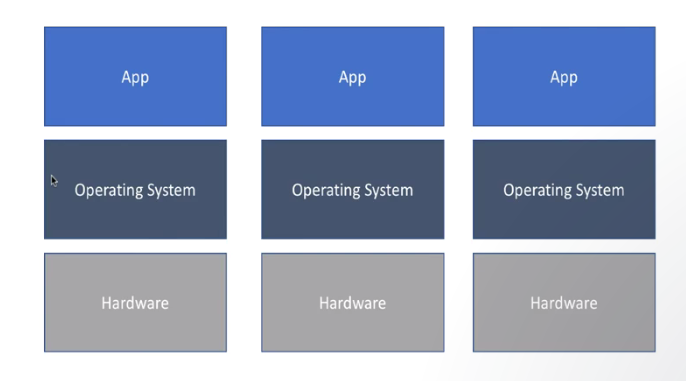 App
App
App
Operating System
Operating System
Operating System
Hardware
Hardware
Hardware